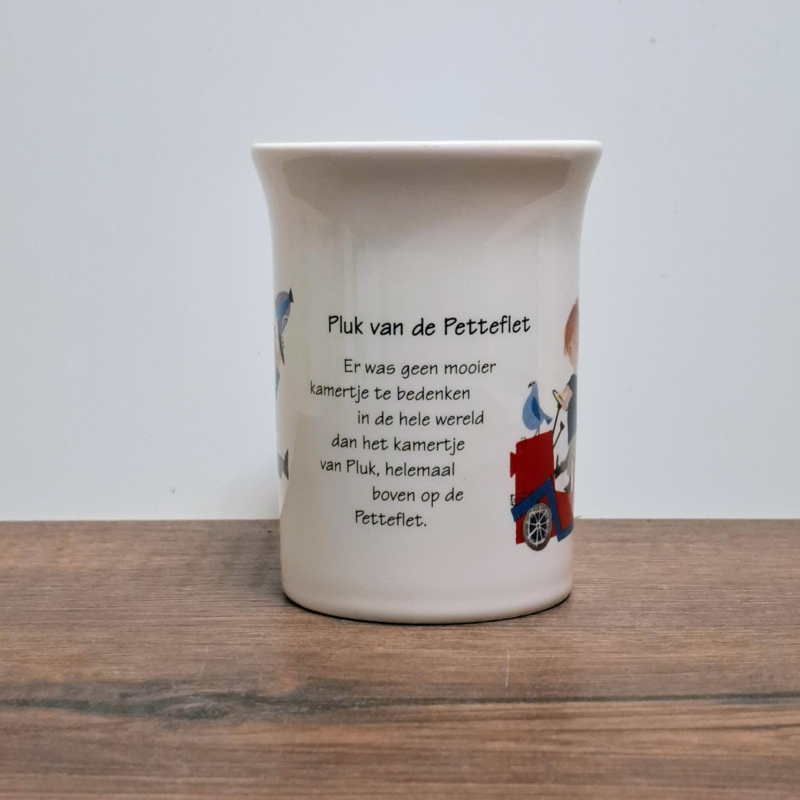 Pluk van de Petteflet
Er was geen mooier
kamertje te bedenken
in de hele wereld
dan het kamertje
van Pluk, helemaal
boven op de
Petteflet.